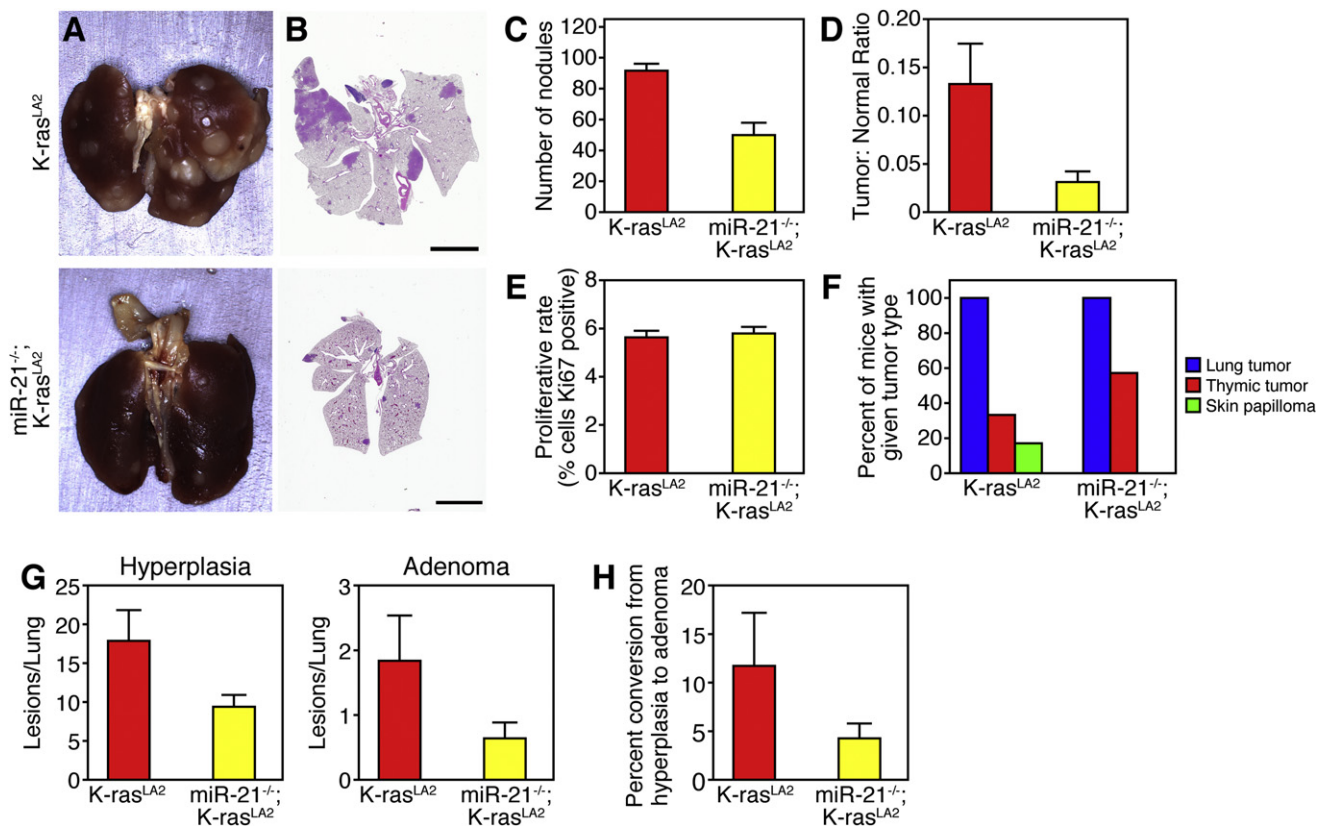 A
K-ras^LA2
miR-21^-/-;
K-ras^LA2
B
C
Number of nodules
120
100
80
60
40
20
0
K-ras^LA2
miR-21^-/-;
K-ras^LA2
D
Tumor: Normal Ratio
0.20
0.15
0.10
0.05
0
K-ras^LA2
miR-21^-/-;
K-ras^LA2
E
Proliferative rate
(% cells Ki67 positive)
8
6
4
2
0
K-ras^LA2
miR-21^-/-;
K-ras^LA2
F
Percent of mice with
given tumor type
100
80
60
40
20
0
K-ras^LA2
miR-21^-/-;
K-ras^LA2
Lung tumor
Thymic tumor
Skin papilloma
G
Hyperplasia
Lesions/Lung
25
20
15
10
5
0
K-ras^LA2
miR-21^-/-;
K-ras^LA2
Adenoma
Lesions/Lung
3
2
1
0
K-ras^LA2
miR-21^-/-;
K-ras^LA2
H
Percent conversion from
hyperplasia to adenoma
20
15
10
5
0
K-ras^LA2
miR-21^-/-;
K-ras^LA2